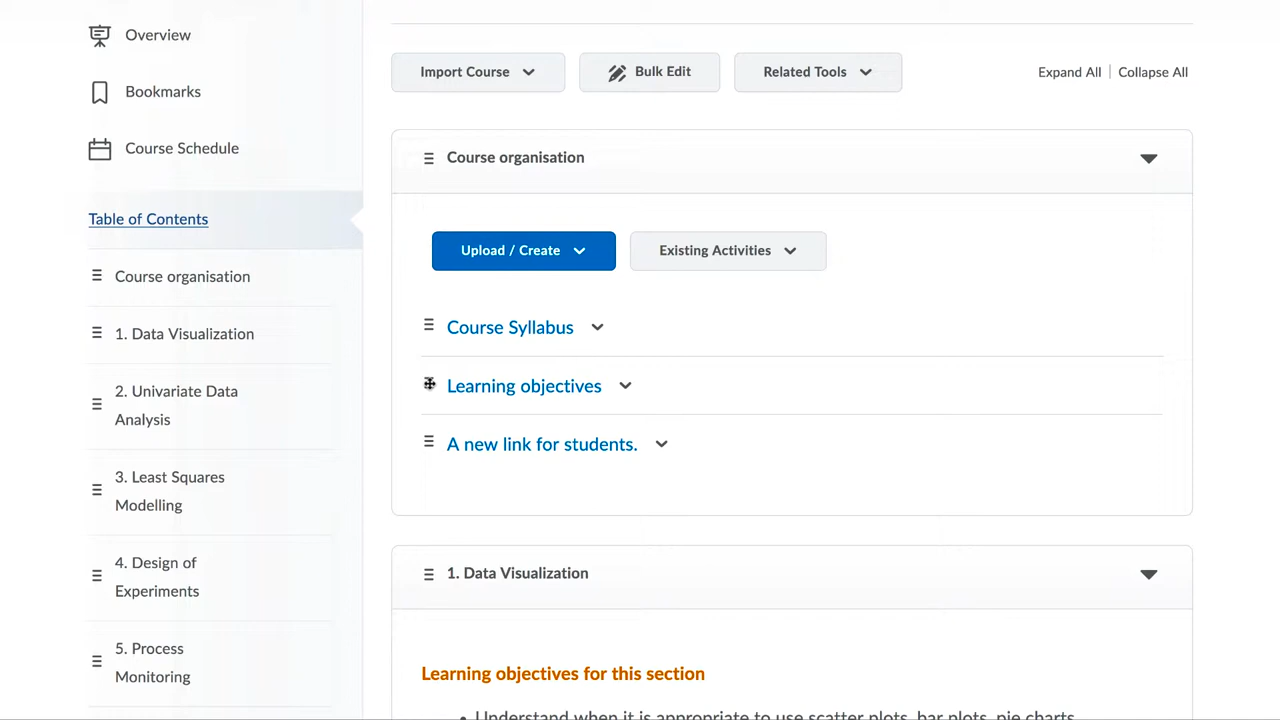 Overview
Bookmarks
Course Schedule
Table of Contents
Course organisation
1. Data Visualization
2. Univariate Data
Analysis
3. Least Squares
Modelling
4. Design of
Experiments
5. Process
Monitoring
Import Course
Bulk Edit
Related Tools
Expand All
Collapse All
Course organisation
Upload / Create
Existing Activities
Course Syllabus
Learning objectives
A new link for students.
1. Data Visualization
Learning objectives for this section
• Understand when it is appropriate to use scatter plots, bar plots, pie charts